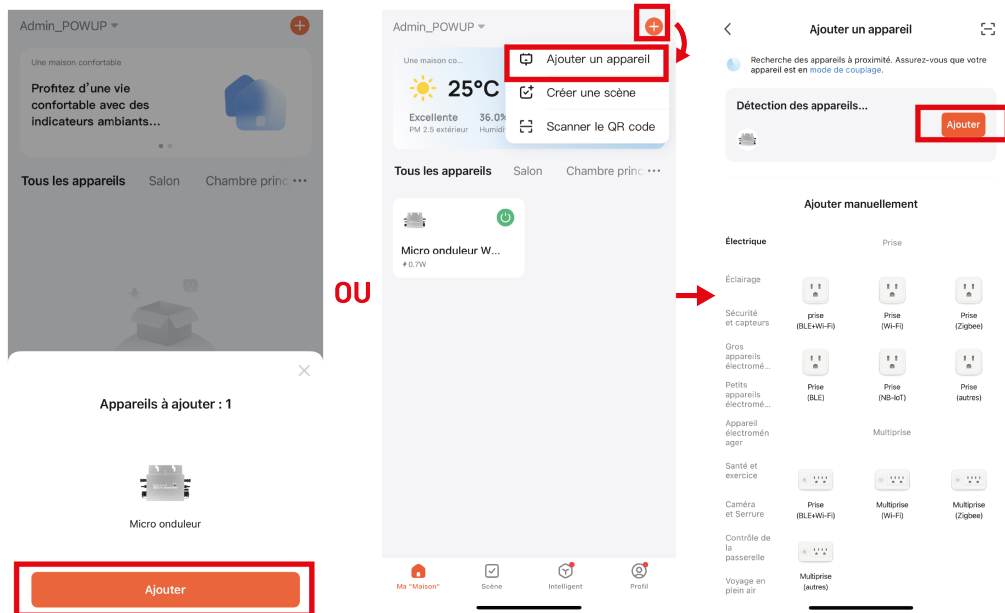 Admin_POWUP
Une maison confortable
Profitez d'une vie
confortable avec des
indicateurs ambiants...
Tous les appareils Salon Chambre princ ...
Appareils à ajouter : 1
Micro onduleur
Ajouter
OU
Admin_POWUP
Une maison co...
25°C
Excellente 36.0%
PM 2.5 extérieur
Ajouter un appareil
Créer une scène
Scanner le QR code
Tous les appareils Salon Chambre princ ...
Micro onduleur W...
0.7W
Ma "Maison" Scène Intelligent Profil
Ajouter un appareil
Recherche des appareils à proximité. Assurez-vous que votre
appareil est en mode de couplage.
Détection des appareils...
Ajouter
Ajouter manuellement
Électrique
Éclairage
Sécurité
et capteurs
Gros
appareils
électromé...
Petits
appareils
électromé...
Appareil
électromén
ager
Santé et
exercice
Caméra
et Serrure
Contrôle de
la
passerelle
Voyage en
plein air
Prise
prise
(BLE+Wi-Fi)
Prise
(Wi-Fi)
Prise
(Zigbee)
Prise
(BLE)
Prise
(NB-IoT)
Prise
(autres)
Multiprise
Prise
(BLE+Wi-Fi)
Multiprise
(Wi-Fi)
Multiprise
(Zigbee)
Multiprise
(autres)